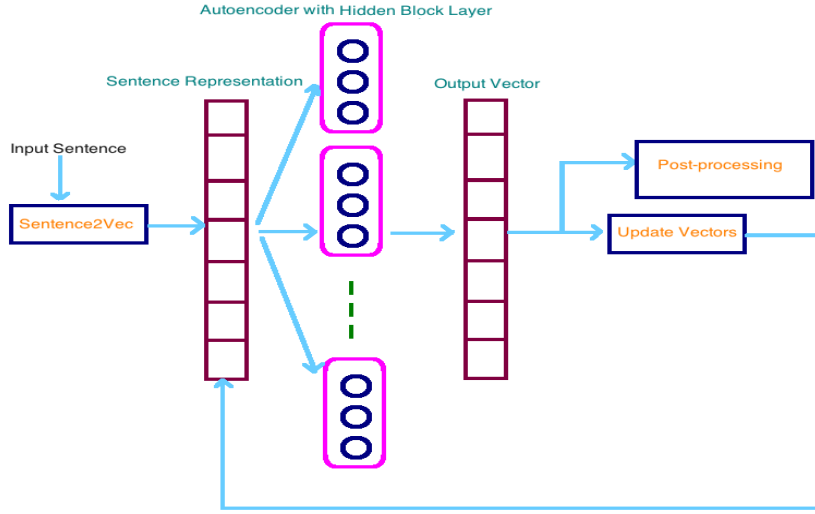 Autoencoder with Hidden Block Layer
Sentence Representation
Output Vector
Input Sentence
Post-processing
Sentence2Vec
Update Vectors